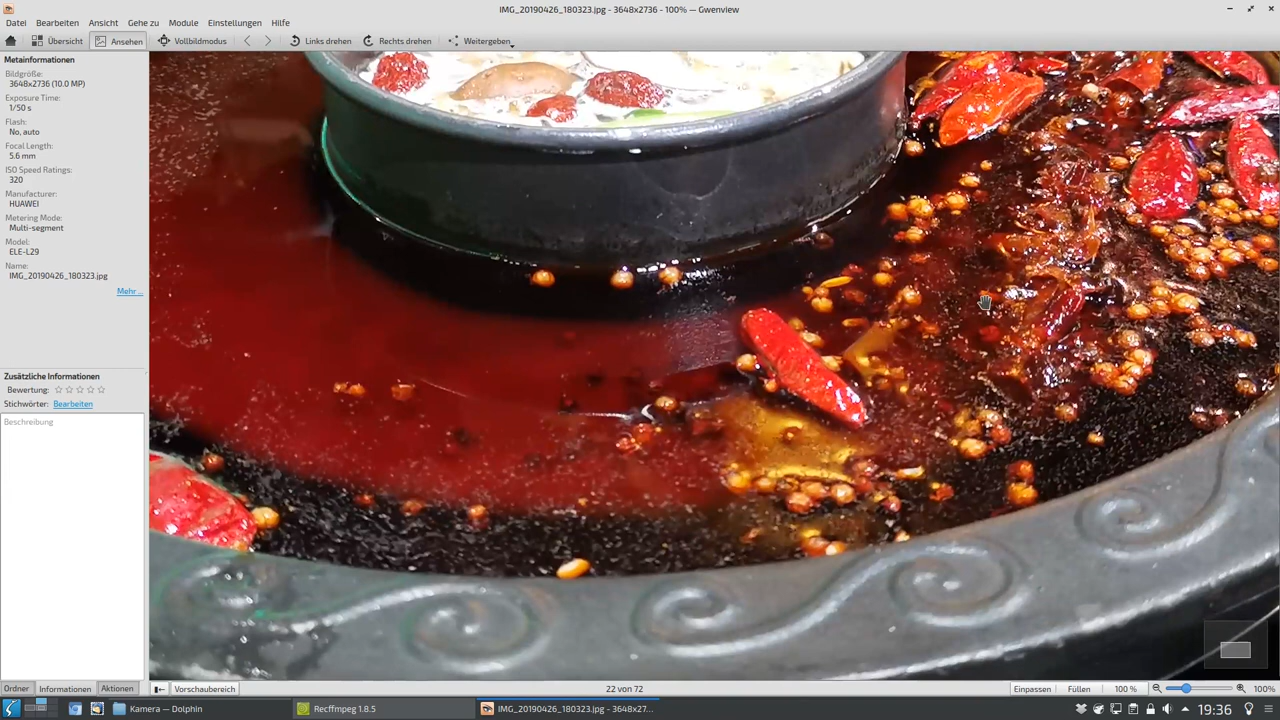 IMG_20190426_180323.jpg - 3648x2736 - 100% — Gwenview
Datei Bearbeiten Ansicht Gehe zu Module Einstellungen Hilfe
Übersicht Ansehen Vollbildmodus Links drehen Rechts drehen Weitergeben
Metainformationen
Bildgröße:
3648x2736 (10.0 MP)
Exposure Time:
1/50 s
Flash:
No, auto
Focal Length:
5.6 mm
ISO Speed Ratings:
320
Manufacturer:
HUAWEI
Metering Mode:
Multi-segment
Model:
ELE-L29
Name:
IMG_20190426_180323.jpg
Mehr...
Zusätzliche Informationen
Bewertung:
Stichwörter: Bearbeiten
Beschreibung
Ordner Informationen Aktionen
Vorschaubereich
22 von 72
Einpassen Füllen 100 % 100%
Kamera — Dolphin
Recffmpeg 1.8.5
IMG_20190426_180323.jpg - 3648x27...
19:36